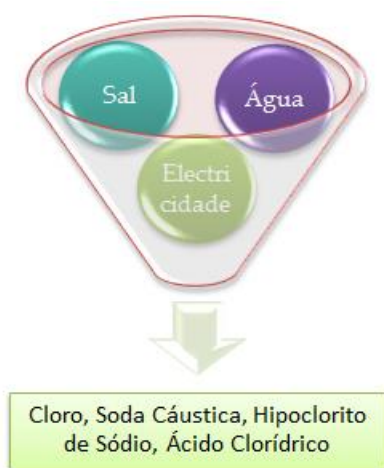 Sal
Água
Electri
cidade
Cloro, Soda Cáustica, Hipoclorito
de Sódio, Ácido Clorídrico